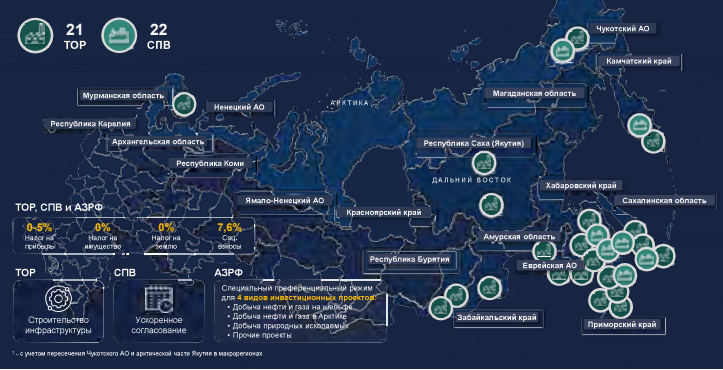 21
ТОР
22
СПВ
Чукотский АО
Камчатский край
Мурманская область
Ненецкий АО
АРКТИКА
Магаданская область
Республика Карелия
Архангельская область
Республика Саха (Якутия)
Республика Коми
ДАЛЬНИЙ ВОСТОК
Хабаровский край
Ямало-Ненецкий АО
Сахалинская область
Красноярский край
ТОР, СПВ и АЗРФ
0-5%
0%
0%
7,6%
Налог на
прибыль
Налог на
имущество
Налог на
землю
Соц.
взносы
Амурская область
Республика Бурятия
Еврейская АО
ТОР
СПВ
АЗРФ
Строительство
инфраструктуры
Ускоренное
согласование
Специальный преференциальный режим
для 4 видов инвестиционных проектов:
• Добыча нефти и газа на шельфе
• Добыча нефти и газа в Арктике
• Добыча природных ископаемых
• Прочие проекты
Забайкальский край
Приморский край
¹ - с учетом пересечения Чукотского АО и арктической части Якутии в макрорегионах